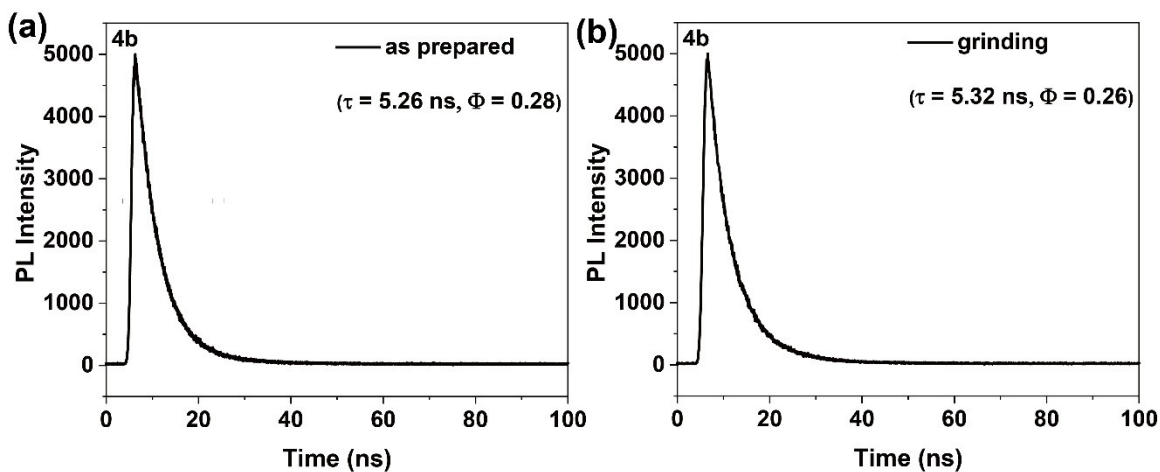 (a)
4b
as prepared
(τ = 5.26 ns, Φ = 0.28)
PL Intensity
5000
4000
3000
2000
1000
0
0 20 40 60 80 100
Time (ns)
(b)
4b
grinding
(τ = 5.32 ns, Φ = 0.26)
PL Intensity
5000
4000
3000
2000
1000
0
0 20 40 60 80 100
Time (ns)